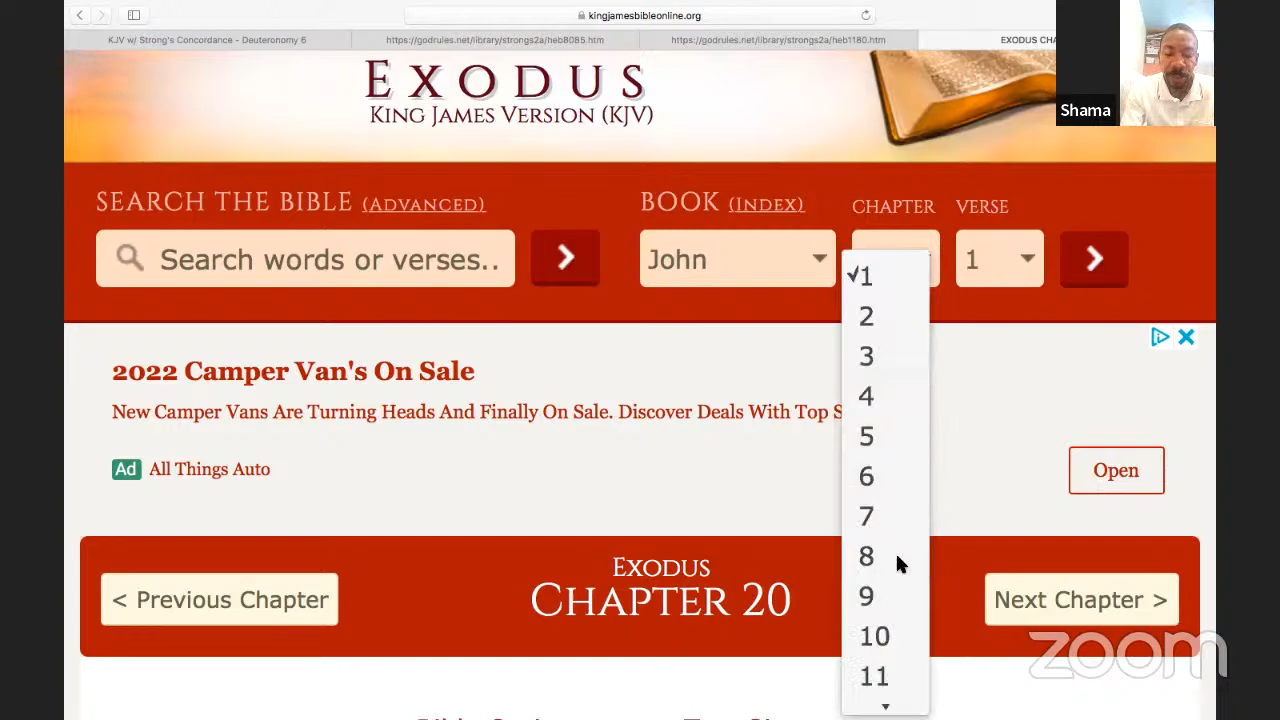 kingjamesbibleonline.org
KJV w/ Strong's Concordance - Deuteronomy 6
https://godrules.net/library/strongs2a/heb8085.htm
https://godrules.net/library/strongs2a/heb1180.htm
EXODUS CHA
Shama
EXODUS
KING JAMES VERSION (KJV)
SEARCH THE BIBLE (ADVANCED)
BOOK (INDEX)
CHAPTER
VERSE
Search words or verses..
John
1
✓1
2
3
4
5
6
7
8
9
10
11
2022 Camper Van's On Sale
New Camper Vans Are Turning Heads And Finally On Sale. Discover Deals With Top S
Ad All Things Auto
Open
< Previous Chapter
EXODUS
CHAPTER 20
Next Chapter >
zoom